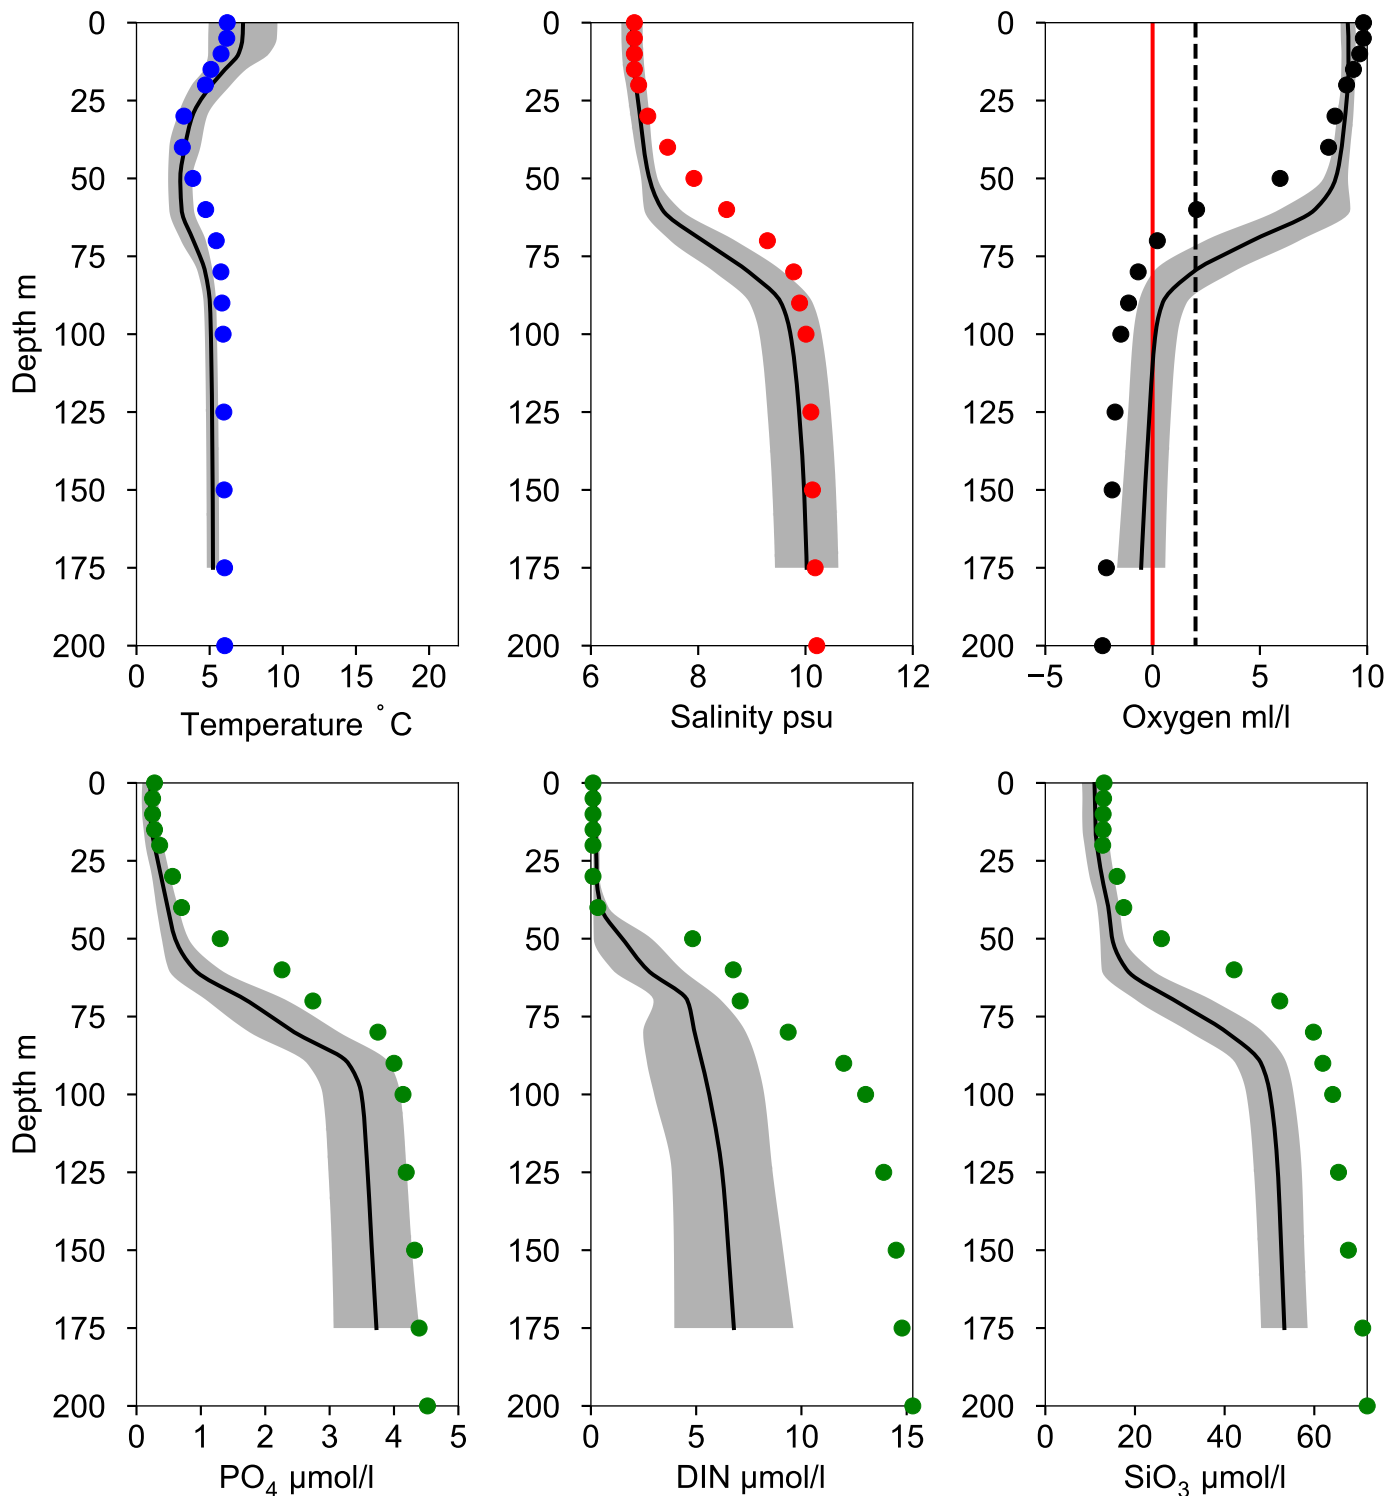 0 0 0
25 25 25
50 50 50
75 75 75
100 100 100
125 125 125
150 150 150
175 175 175
200 200 200
Depth m
0 5 10 15 20 6 8 10 12 −5 0 5 10
Temperature °C Salinity psu Oxygen ml/l
0 0 0
25 25 25
50 50 50
75 75 75
100 100 100
125 125 125
150 150 150
175 175 175
200 200 200
Depth m
0 1 2 3 4 5 0 5 10 15 0 20 40 60
PO₄ µmol/l DIN µmol/l SiO₃ µmol/l